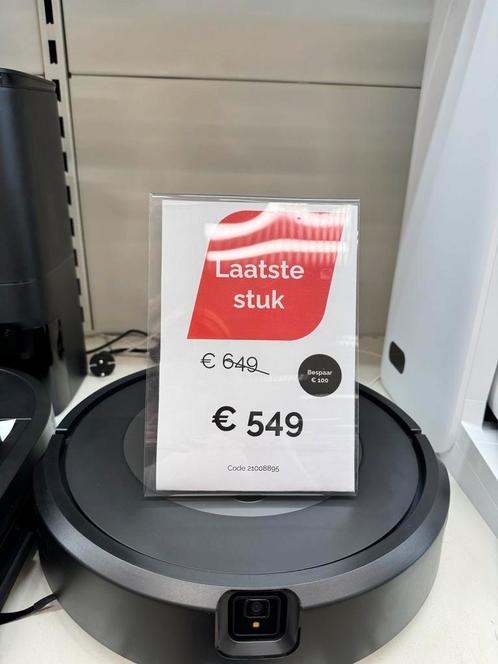 Laatste
stuk
€ 649
Bespaar
€ 100
€ 549
Code 21008895